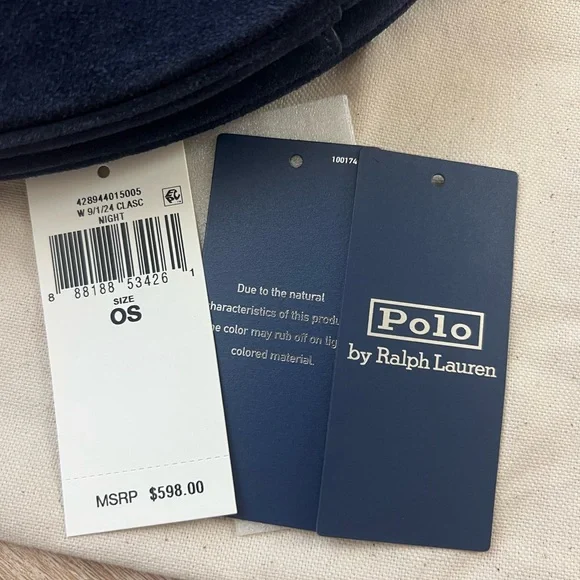 428944015005
W 9/1/24 CLASC
NIGHT
8 88188 53426 1
SIZE
OS
MSRP $598.00
100174
Due to the natural
characteristics of this
color may rub off on
colored material.
Polo
by Ralph Lauren